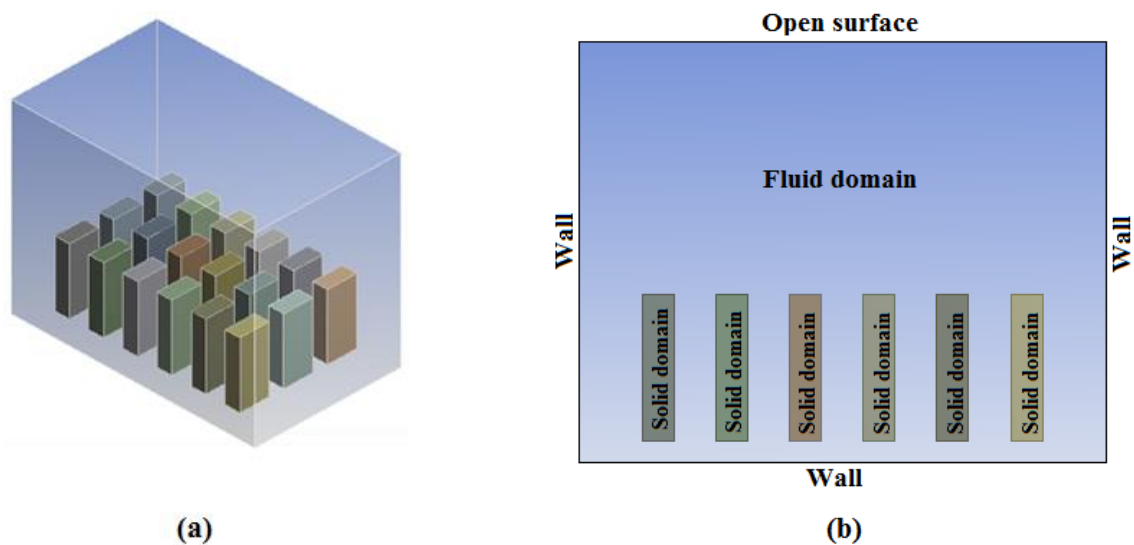 Open surface
Fluid domain
Wall
Wall
Solid domain
Solid domain
Solid domain
Solid domain
Solid domain
Solid domain
Wall
(a)
(b)